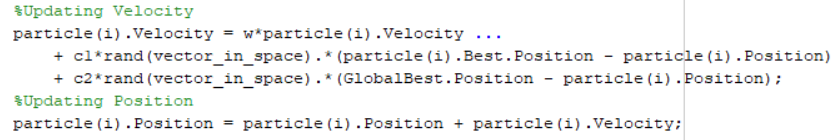 %Updating Velocity
particle(i).Velocity = w*particle(i).Velocity ...
+ c1*rand(vector_in_space).*(particle(i).Best.Position - particle(i).Position)
+ c2*rand(vector_in_space).*(GlobalBest.Position - particle(i).Position);
%Updating Position
particle(i).Position = particle(i).Position + particle(i).Velocity;